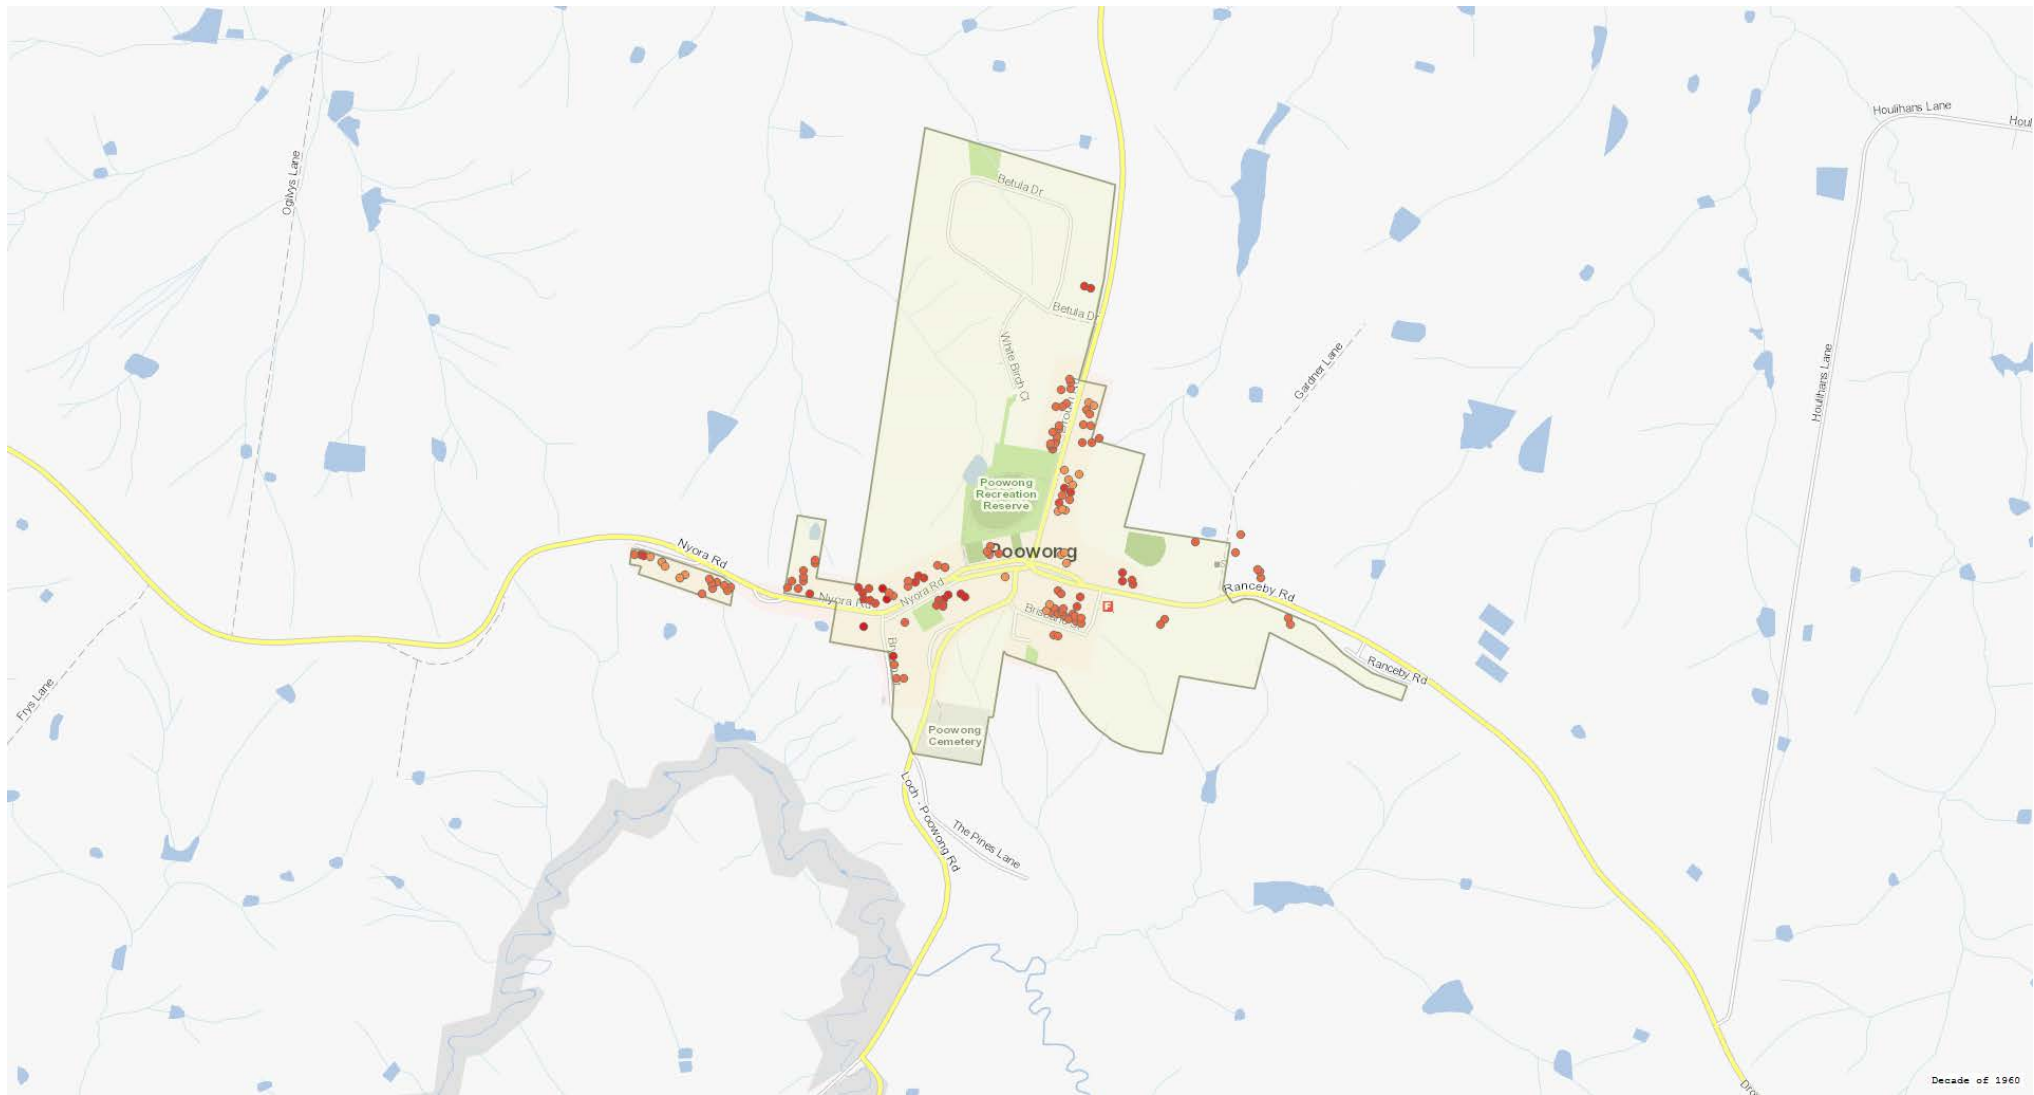 Houlihans Lane
Houl
Ogilvys Lane
Betula Dr
Betula Dr
White Birch Ct
Gardner Lane
Houlihans Lane
Poowong
Recreation
Reserve
Nyora Rd
Poowong
Ranceby Rd
Nyora Rd
Nyora Rd
F
Ranceby Rd
Frys Lane
Poowong
Cemetery
Loch - Poowong Rd
The Pines Lane
Decade of 1960